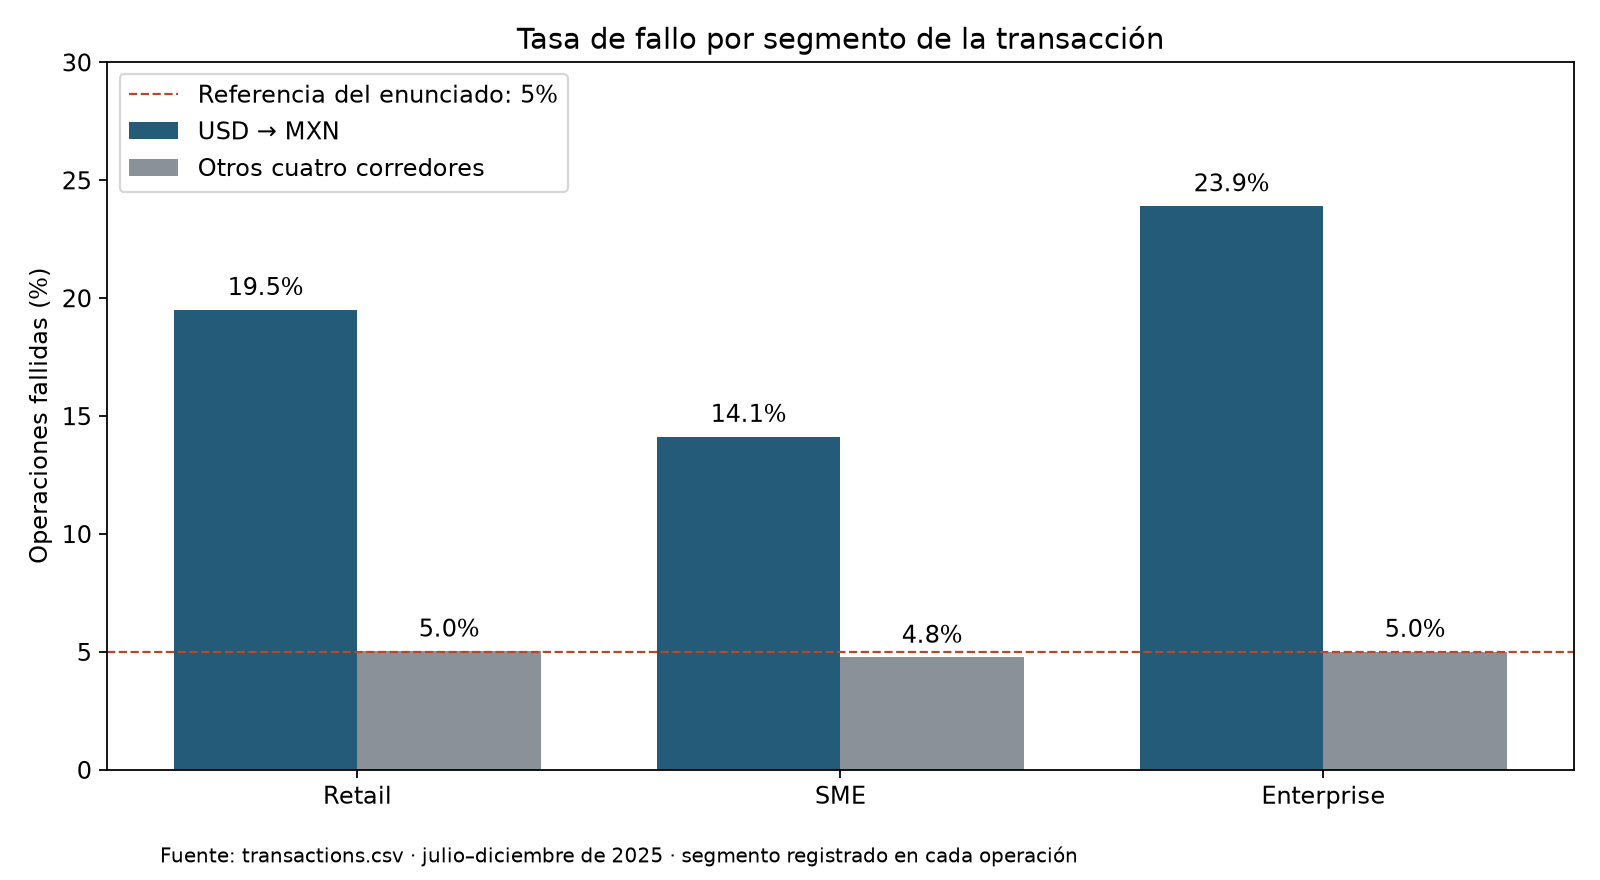 Tasa de fallo por segmento de la transacción
Operaciones fallidas (%)
30
25
20
15
10
5
0
Referencia del enunciado: 5%
USD → MXN
Otros cuatro corredores
19.5%
5.0%
14.1%
4.8%
23.9%
5.0%
Retail
SME
Enterprise
Fuente: transactions.csv · julio–diciembre de 2025 · segmento registrado en cada operación